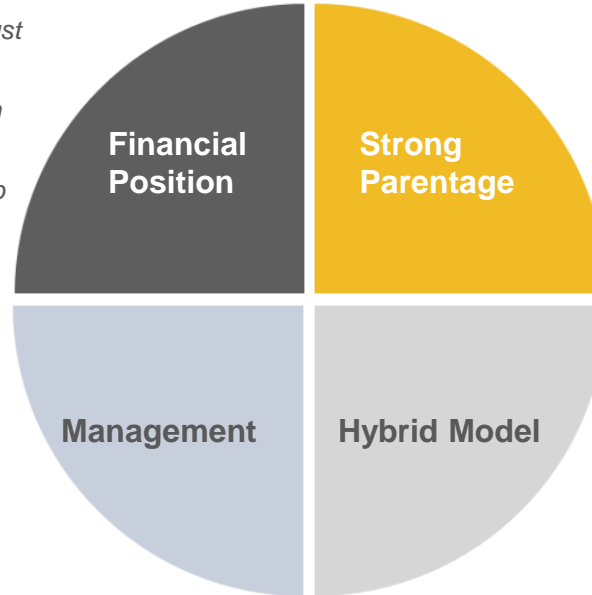 Financial
Position
Strong
Parentage
Management
Hybrid Model